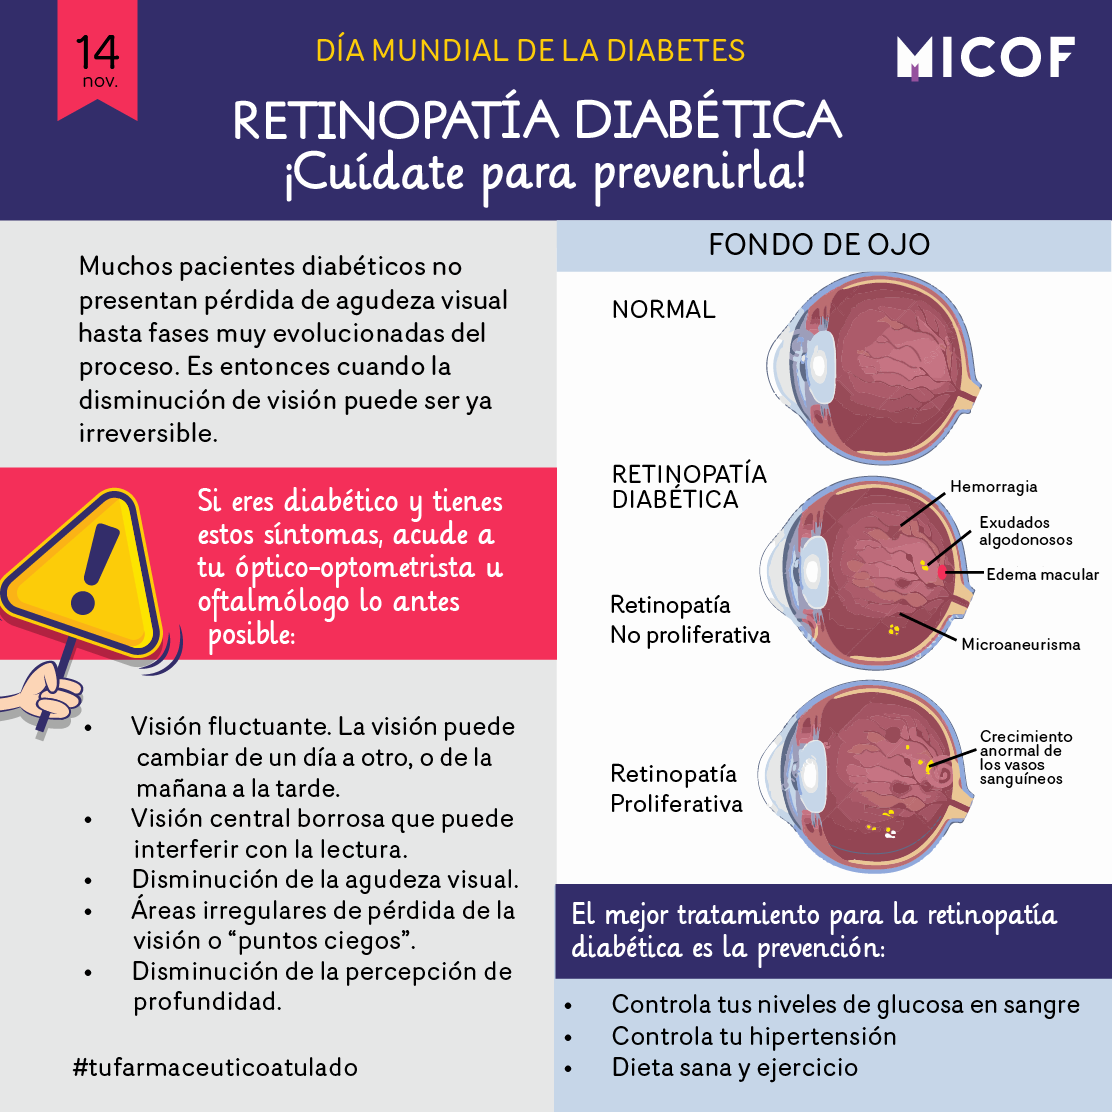 14
nov.
DÍA MUNDIAL DE LA DIABETES
MICOF
RETINOPATÍA DIABÉTICA
¡Cuídate para prevenirla!
Muchos pacientes diabéticos no
presentan pérdida de agudeza visual
hasta fases muy evolucionadas del
proceso. Es entonces cuando la
disminución de visión puede ser ya
irreversible.
Si eres diabético y tienes
estos síntomas, acude a
tu óptico-optometrista u
oftalmólogo lo antes
posible:
• Visión fluctuante. La visión puede
cambiar de un día a otro, o de la
mañana a la tarde.
• Visión central borrosa que puede
interferir con la lectura.
• Disminución de la agudeza visual.
• Áreas irregulares de pérdida de la
visión o “puntos ciegos”.
• Disminución de la percepción de
profundidad.
#tufarmaceuticoatulado
FONDO DE OJO
NORMAL
RETINOPATÍA
DIABÉTICA
Hemorragia
Exudados
algodonosos
Edema macular
Retinopatía
No proliferativa
Microaneurisma
Crecimiento
anormal de
los vasos
sanguíneos
Retinopatía
Proliferativa
El mejor tratamiento para la retinopatía
diabética es la prevención:
• Controla tus niveles de glucosa en sangre
• Controla tu hipertensión
• Dieta sana y ejercicio